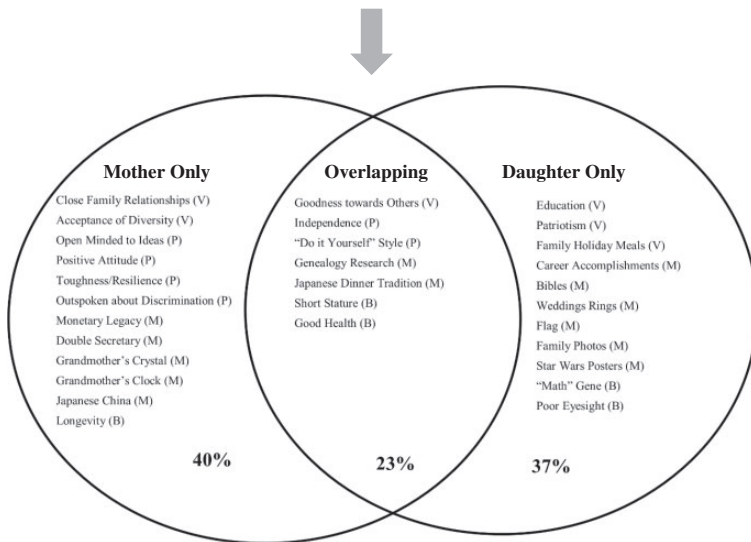 Mother Only
Close Family Relationships (V)
Acceptance of Diversity (V)
Open Minded to Ideas (P)
Positive Attitude (P)
Toughness/Resilience (P)
Outspoken about Discrimination (P)
Monetary Legacy (M)
Double Secretary (M)
Grandmother's Crystal (M)
Grandmother's Clock (M)
Japanese China (M)
Longevity (B)
40%
Overlapping
Goodness towards Others (V)
Independence (P)
“Do it Yourself” Style (P)
Genealogy Research (M)
Japanese Dinner Tradition (M)
Short Stature (B)
Good Health (B)
23%
Daughter Only
Education (V)
Patriotism (V)
Family Holiday Meals (V)
Career Accomplishments (M)
Bibles (M)
Weddings Rings (M)
Flag (M)
Family Photos (M)
Star Wars Posters (M)
“Math” Gene (B)
Poor Eyesight (B)
37%